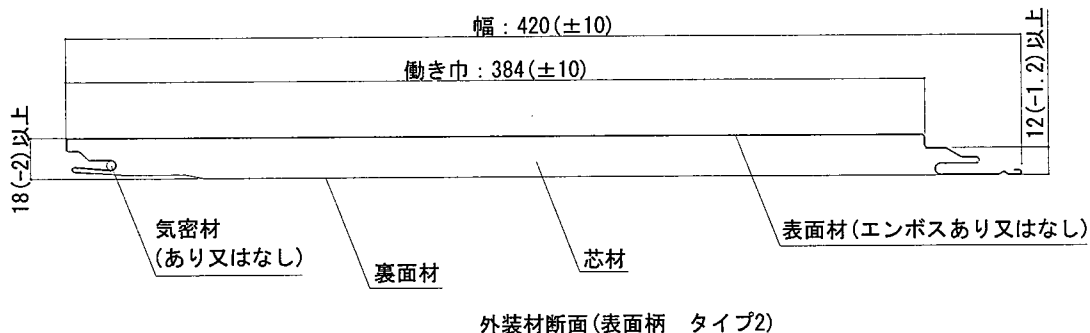 幅：420(±10)
働き巾：384(±10)
12(-1.2)以上
18(-2)以上
気密材
(あり又はなし)
裏面材
芯材
表面材(エンボスあり又はなし)
外装材断面(表面柄　タイプ2)